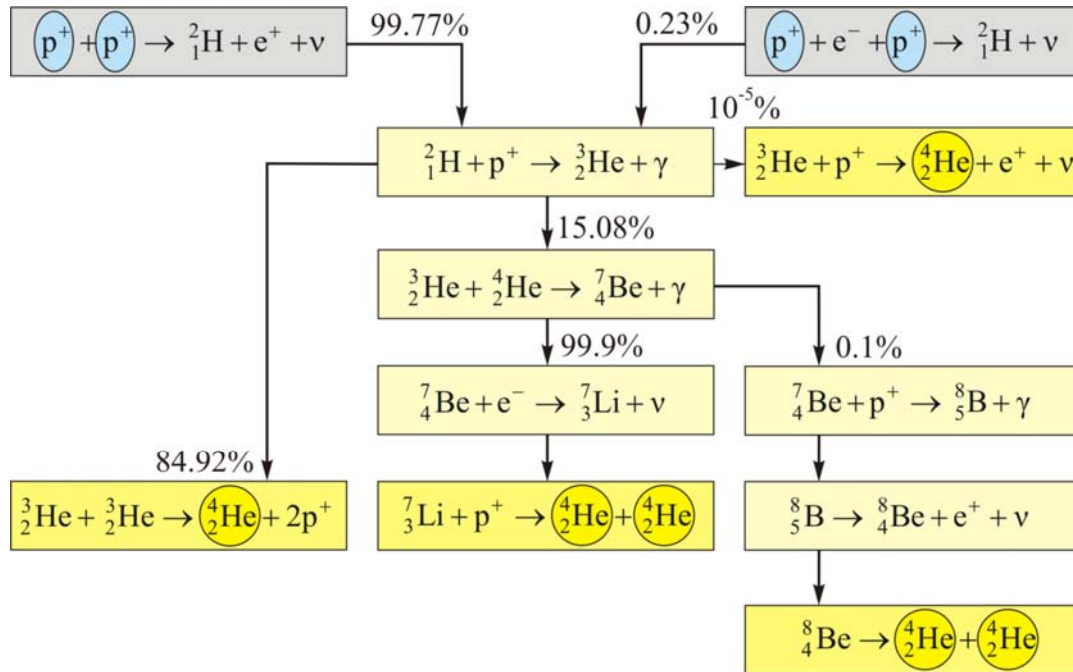 p⁺ + p⁺ → ²₁H + e⁺ + ν
99.77%
0.23%
p⁺ + e⁻ + p⁺ → ²₁H + ν
10⁻⁵%
²₁H + p⁺ → ³₂He + γ
³₂He + p⁺ → ⁴₂He + e⁺ + ν
15.08%
³₂He + ⁴₂He → ⁷₄Be + γ
99.9%
0.1%
⁷₄Be + e⁻ → ⁷₃Li + ν
⁷₄Be + p⁺ → ⁸₅B + γ
84.92%
³₂He + ³₂He → ⁴₂He + 2p⁺
⁷₃Li + p⁺ → ⁴₂He + ⁴₂He
⁸₅B → ⁸₄Be + e⁺ + ν
⁸₄Be → ⁴₂He + ⁴₂He